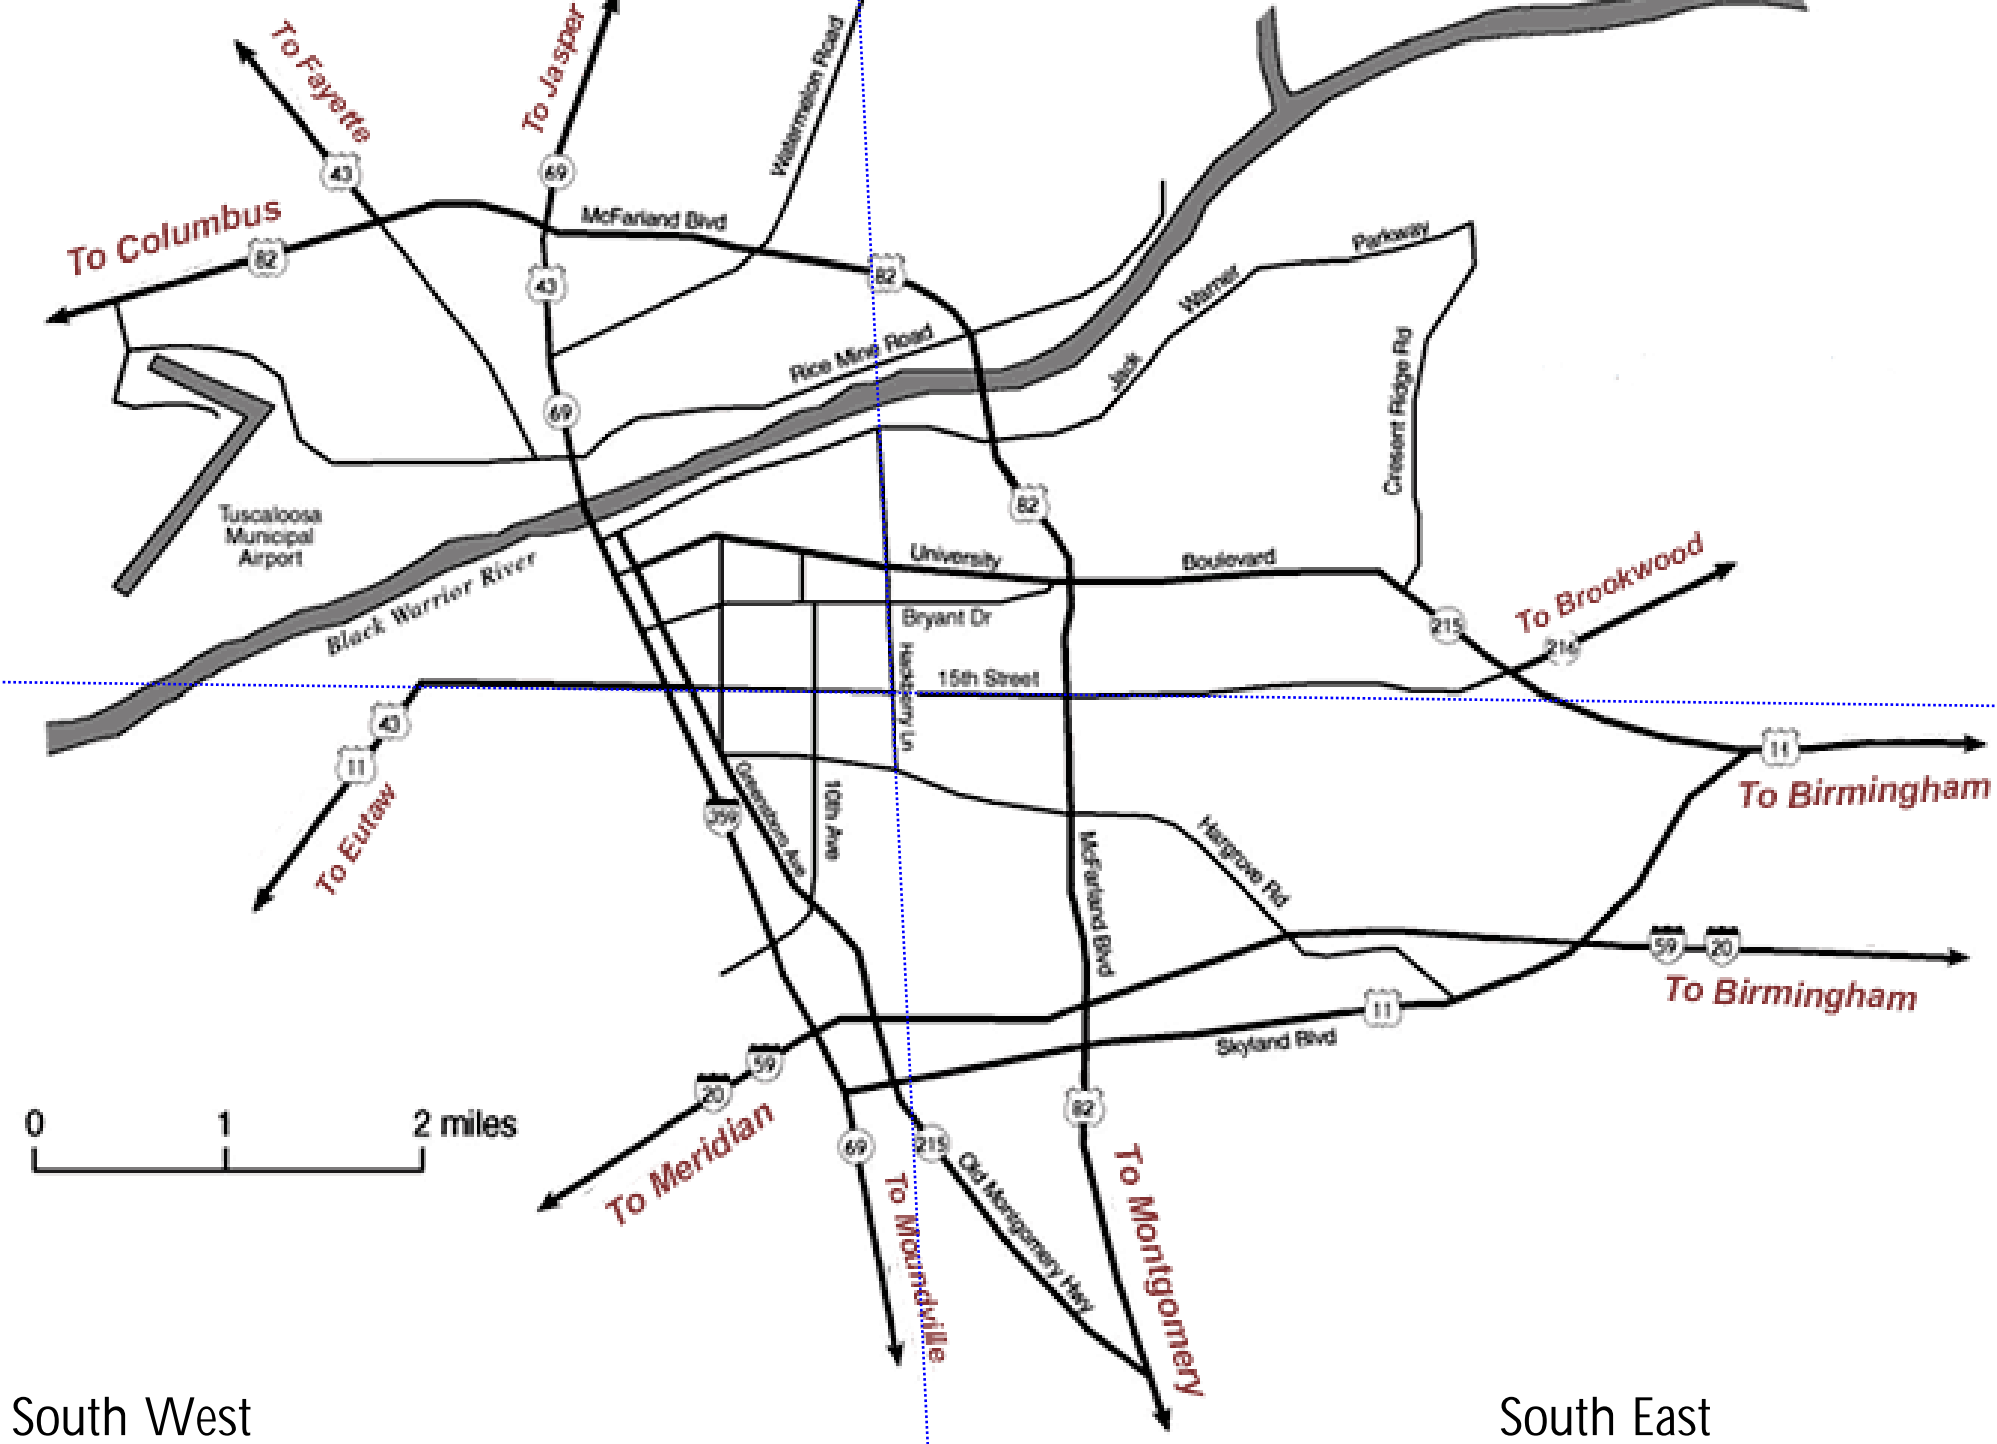 To Fayette
To Jasper
Watermelon Road
43
69
To Columbus
82
McFarland Blvd
82
43
Parkway
Warner
Jack
Rice Mine Road
Crescent Ridge Rd
69
82
Tuscaloosa
Municipal
Airport
Black Warrior River
University
Boulevard
To Brookwood
215
216
Bryant Dr
Hackberry Ln
15th Street
43
11
To Eutaw
11
To Birmingham
359
Greensboro Ave
10th Ave
McFarland Blvd
Hargrove Rd
59
20
To Birmingham
11
Skyland Blvd
59
20
To Meridian
82
69
215
To Moundville
Old Montgomery Hwy
To Montgomery
0 1 2 miles
South West
South East